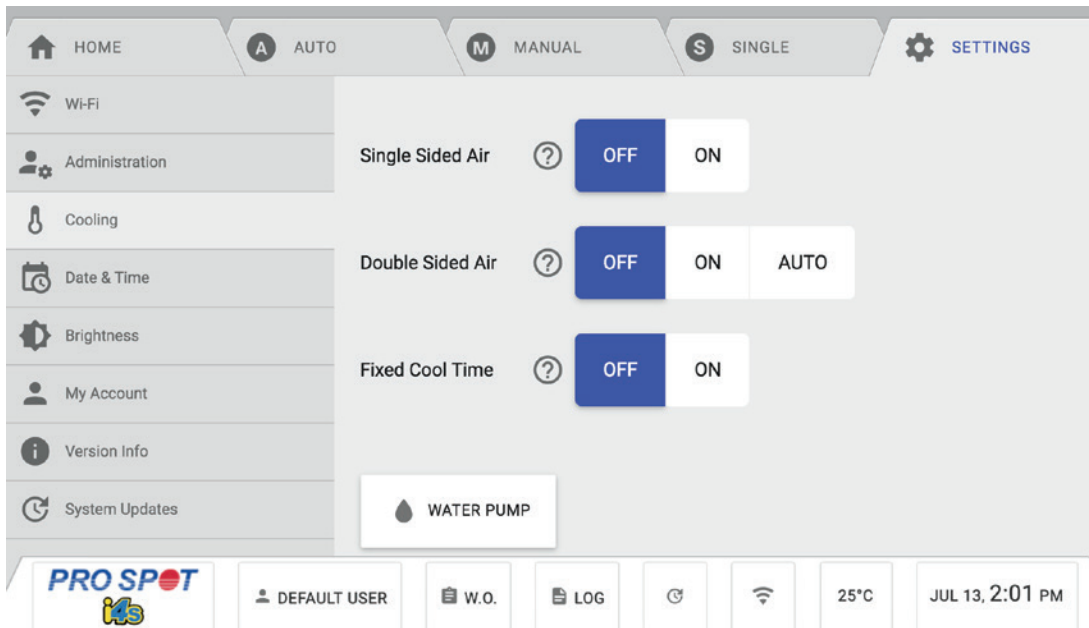 HOME
A AUTO
M MANUAL
S SINGLE
SETTINGS
Wi-Fi
Administration
Cooling
Date & Time
Brightness
My Account
i Version Info
System Updates
Single Sided Air ? OFF ON
Double Sided Air ? OFF ON AUTO
Fixed Cool Time ? OFF ON
WATER PUMP
PRO SPOT
i4s
DEFAULT USER
W.O.
LOG
25°C
JUL 13, 2:01 PM